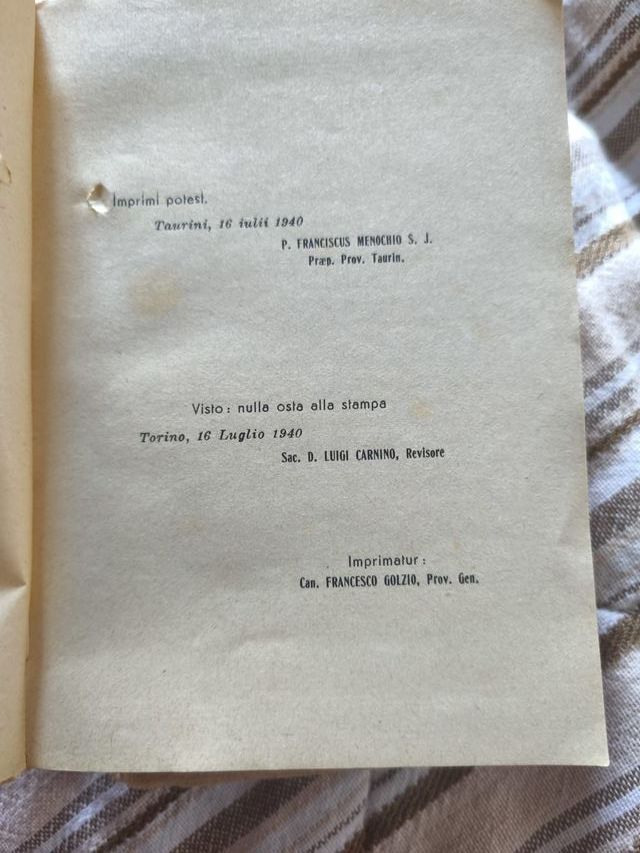 Imprimi potest.
Taurini, 16 iulii 1940
P. FRANCISCUS MENOCHIO S. J.
Præp. Prov. Taurin.
Visto : nulla osta alla stampa
Torino, 16 Luglio 1940
Sac. D. LUIGI CARNINO, Revisore
Imprimatur :
Can. FRANCESCO GOLZIO, Prov. Gen.